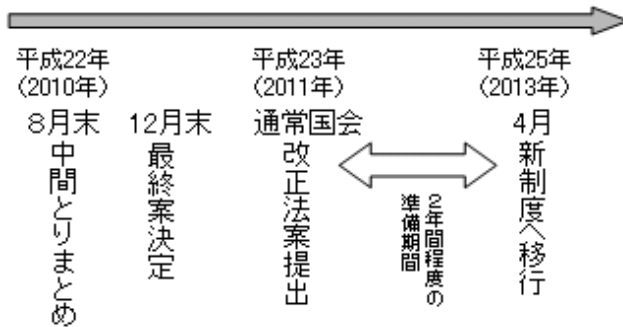 平成22年
(2010年)
8月末
中間とりまとめ
12月末
最終案決定
平成23年
(2011年)
通常国会
改正法案提出
2年間程度の
準備期間
平成25年
(2013年)
4月
新制度へ移行